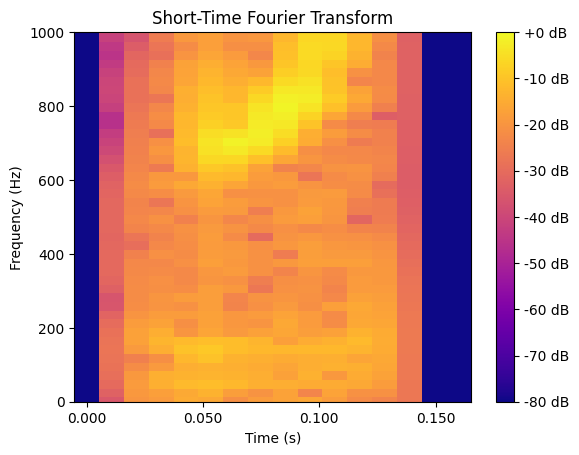 Short-Time Fourier Transform
Frequency (Hz)
1000
800
600
400
200
0
0.000
0.050
0.100
0.150
Time (s)
+0 dB
-10 dB
-20 dB
-30 dB
-40 dB
-50 dB
-60 dB
-70 dB
-80 dB